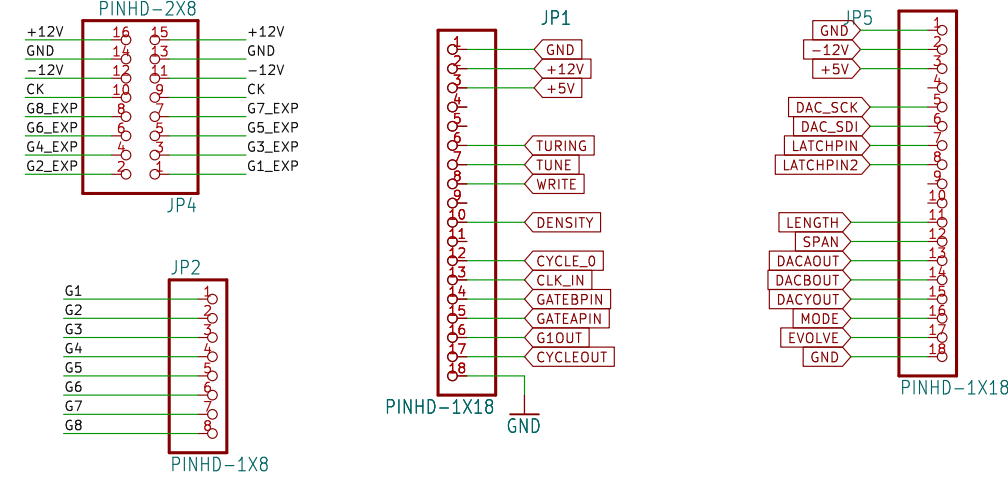 PINHD-2X8
+12V 16 15 +12V
GND 14 13 GND
-12V 12 11 -12V
CK 10 9 CK
G8_EXP 8 7 G7_EXP
G6_EXP 6 5 G5_EXP
G4_EXP 4 3 G3_EXP
G2_EXP 2 1 G1_EXP
JP4
JP2
G1 1
G2 2
G3 3
G4 4
G5 5
G6 6
G7 7
G8 8
PINHD-1X8
JP1
1 GND
2 +12V
3 +5V
4
5
6 TURING
7 TUNE
8 WRITE
9
10 DENSITY
11
12 CYCLE_0
13 CLK_IN
14 GATEBPIN
15 GATEAPIN
16 G1OUT
17 CYCLEOUT
18
PINHD-1X18
GND
JP5
GND 1
-12V 2
+5V 3
4
DAC_SCK 5
DAC_SDI 6
LATCHPIN 7
LATCHPIN2 8
9
10
LENGTH 11
SPAN 12
DACAOUT 13
DACBOUT 14
DACYOUT 15
MODE 16
EVOLVE 17
GND 18
PINHD-1X18